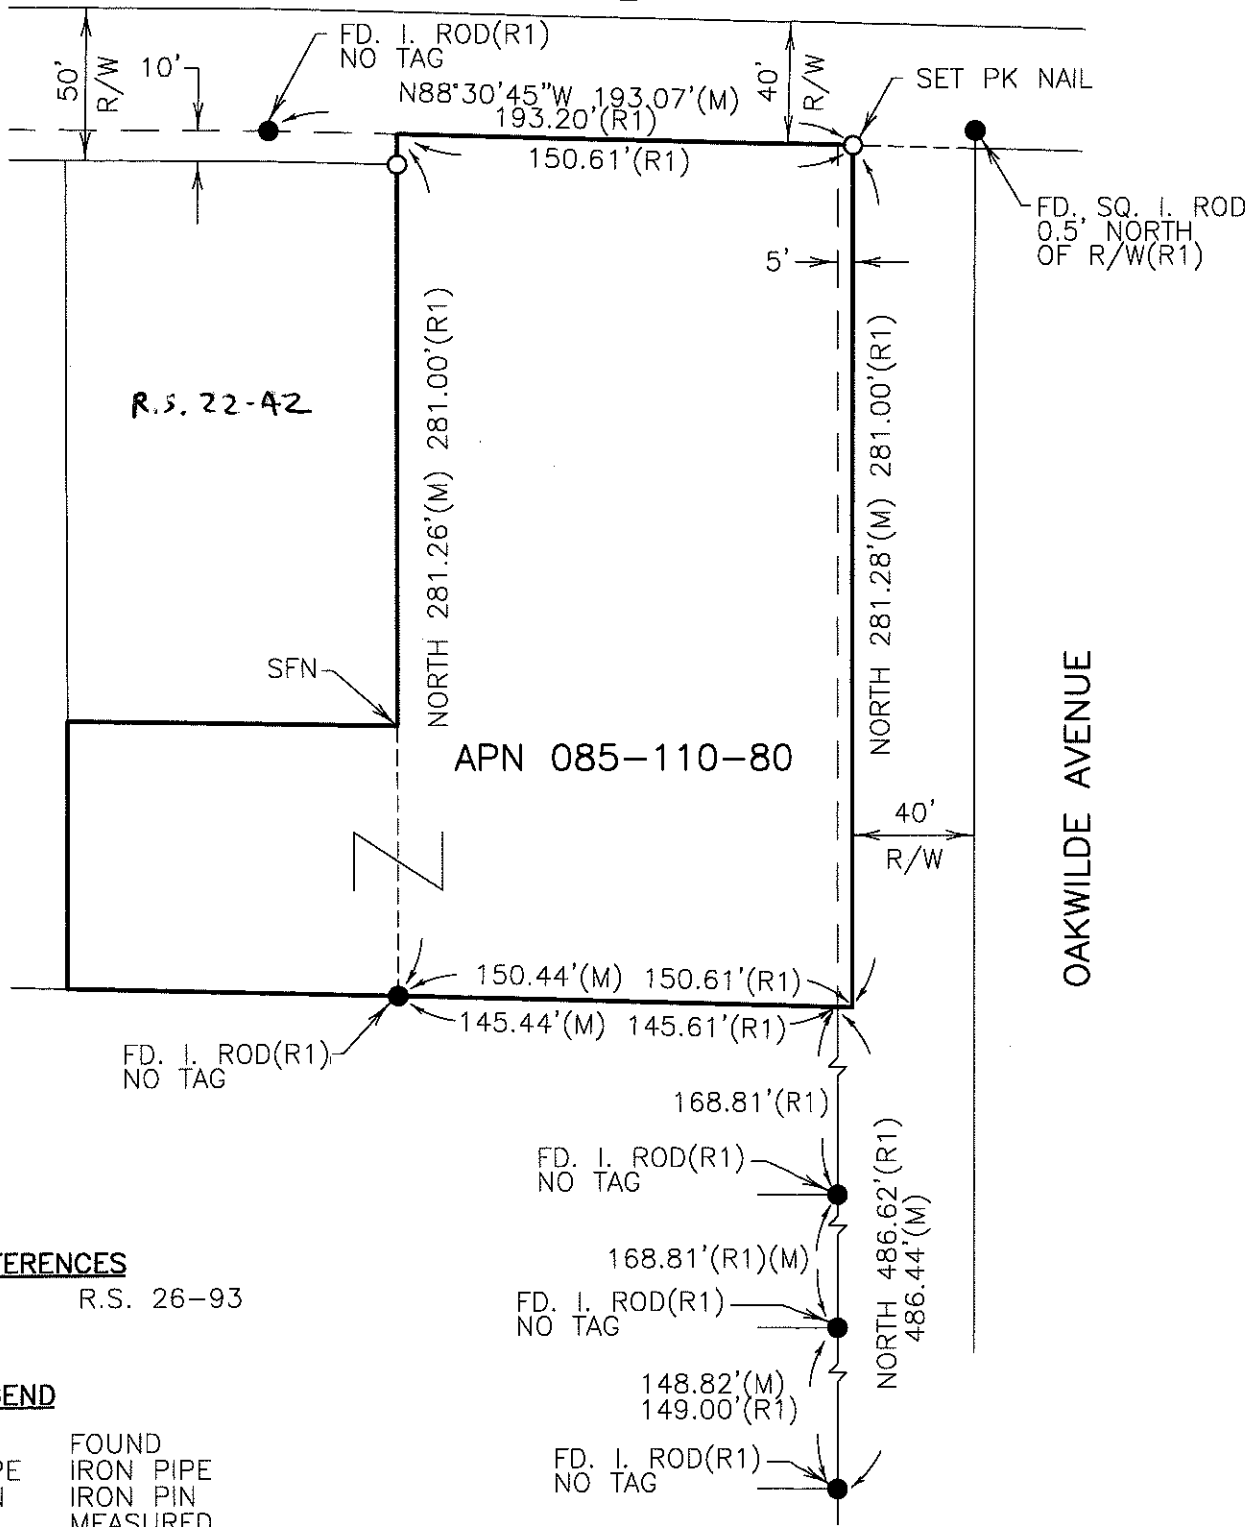 50'
R/W
10'
FD. I. ROD(R1)
NO TAG
N88°30'45"W 193.07'(M)
193.20'(R1)
150.61'(R1)
40'
R/W
SET PK NAIL
FD. SQ. I. ROD
0.5' NORTH
OF R/W(R1)
5'
R.S. 22-42
NORTH 281.26'(M) 281.00'(R1)
NORTH 281.28'(M) 281.00'(R1)
SFN
APN 085-110-80
40'
R/W
OAKWILDE AVENUE
150.44'(M) 150.61'(R1)
145.44'(M) 145.61'(R1)
FD. I. ROD(R1)
NO TAG
168.81'(R1)
FD. I. ROD(R1)
NO TAG
NORTH 486.62'(R1)
486.44'(M)
168.81'(R1)(M)
FD. I. ROD(R1)
NO TAG
148.82'(M)
149.00'(R1)
FD. I. ROD(R1)
NO TAG
FERENCES
R.S. 26-93
END
FOUND
PE IRON PIPE
N IRON PIN
MEASURED